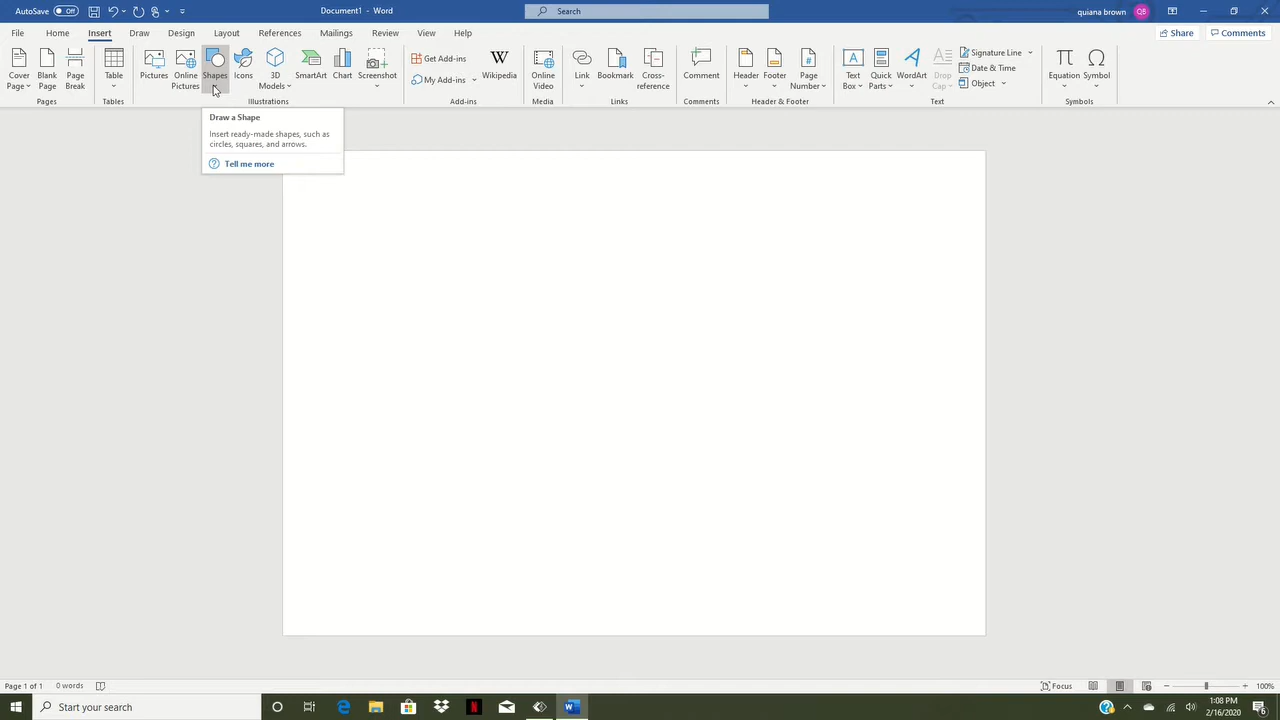 AutoSave Off
Document1 - Word
Search
quiana brown QB
File Home Insert Draw Design Layout References Mailings Review View Help
Share Comments
Cover Page
Blank Page
Page Break
Pages
Table
Tables
Pictures
Online Pictures
Shapes
Icons
3D Models
SmartArt
Chart
Screenshot
Illustrations
Get Add-ins
My Add-ins
Wikipedia
Add-ins
Online Video
Media
Link
Bookmark
Cross-reference
Links
Comment
Comments
Header
Footer
Page Number
Header & Footer
Text Box
Quick Parts
WordArt
Drop Cap
Signature Line
Date & Time
Object
Text
Equation
Symbol
Symbols
Draw a Shape
Insert ready-made shapes, such as
circles, squares, and arrows.
Tell me more
Page 1 of 1 0 words
Focus
100%
Start your search
1:08 PM
2/16/2020
6